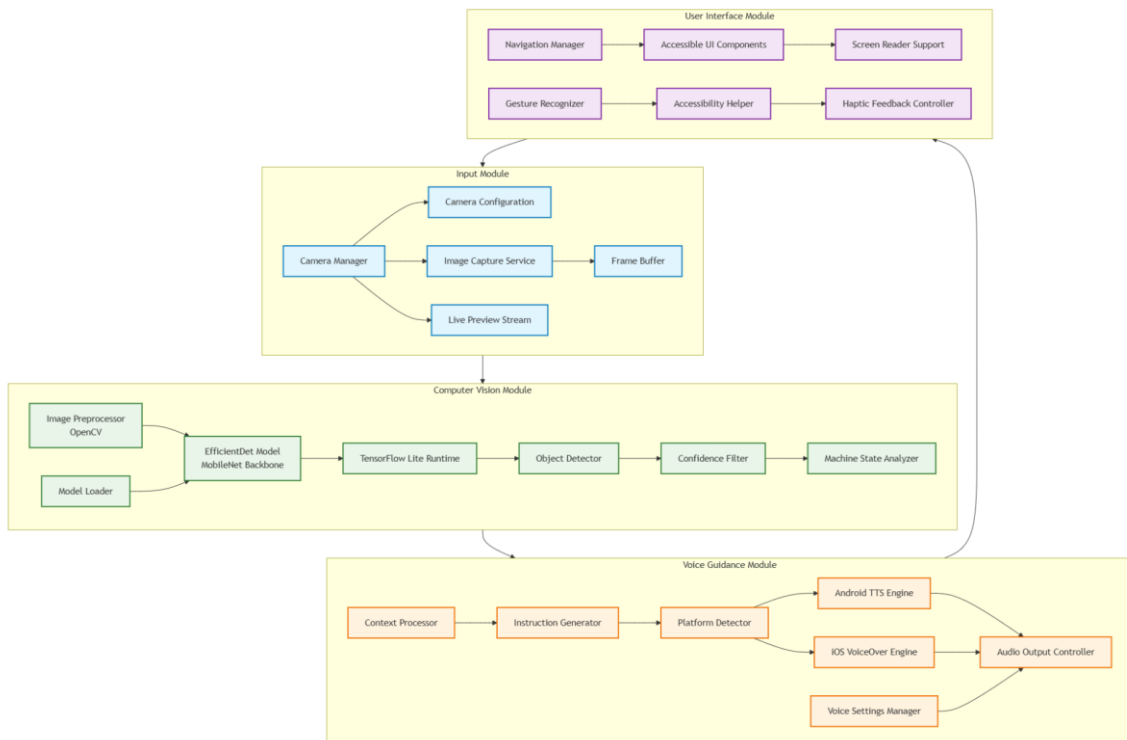 User Interface Module
Navigation Manager
Accessible UI Components
Screen Reader Support
Gesture Recognizer
Accessibility Helper
Haptic Feedback Controller
Input Module
Camera Configuration
Camera Manager
Image Capture Service
Frame Buffer
Live Preview Stream
Computer Vision Module
Image Preprocessor
OpenCV
EfficientDet Model
MobileNet Backbone
TensorFlow Lite Runtime
Object Detector
Confidence Filter
Machine State Analyzer
Model Loader
Voice Guidance Module
Android TTS Engine
Context Processor
Instruction Generator
Platform Detector
iOS VoiceOver Engine
Audio Output Controller
Voice Settings Manager